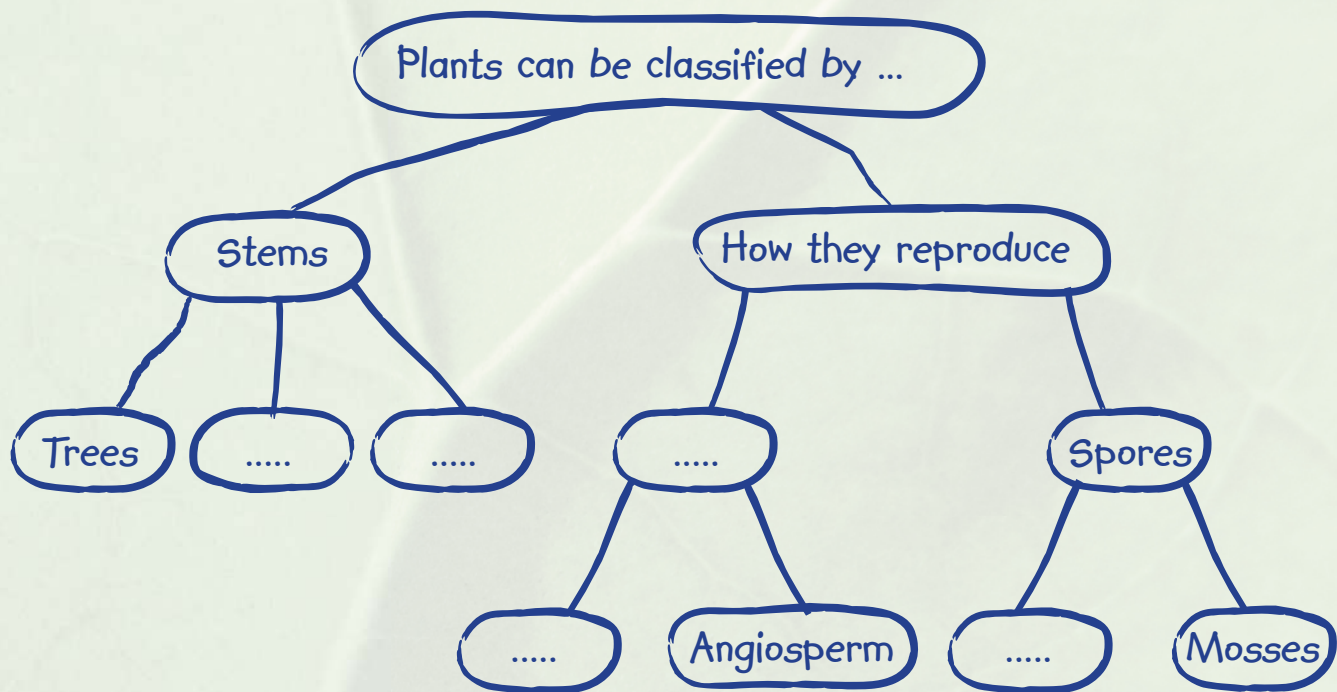 Plants can be classified by ...
Stems
How they reproduce
Trees
.....
.....
.....
Spores
.....
Angiosperm
.....
Mosses